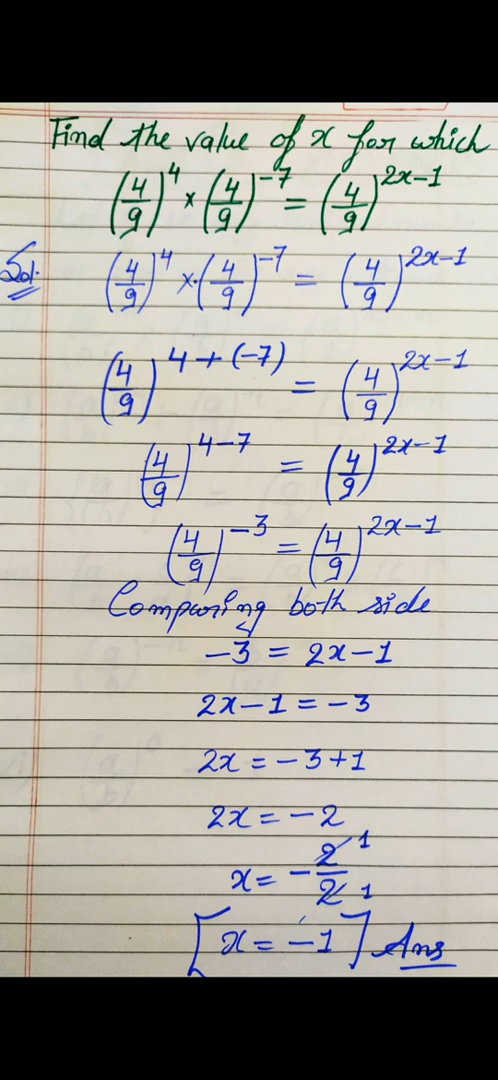 Find the value of x for which
(4/9)^4 × (4/9)^-7 = (4/9)^2x-1
Sol. (4/9)^4 × (4/9)^-7 = (4/9)^2x-1
(4/9)^4+(-7) = (4/9)^2x-1
(4/9)^4-7 = (4/9)^2x-1
(4/9)^-3 = (4/9)^2x-1
Comparing both side
-3 = 2x-1
2x-1 = -3
2x = -3+1
2x = -2
x = -2/2 1 1
[x = -1] Ans